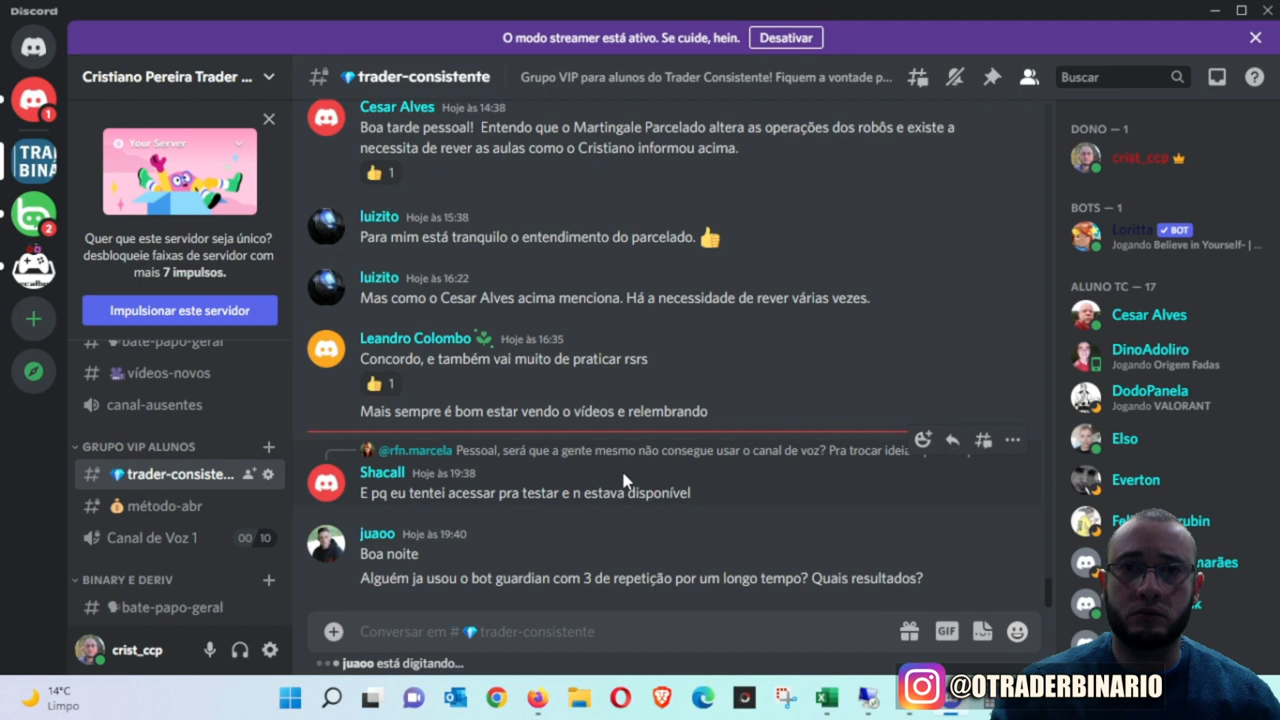 Discord
O modo streamer está ativo. Se cuide, hein.
Desativar
Cristiano Pereira Trader ...
💎trader-consistente
Grupo VIP para alunos do Trader Consistente! Fiquem a vontade p...
Buscar
1
TRA
BINA
2
Your Server
Quer que este servidor seja único?
desbloqueie faixas de servidor com
mais 7 impulsos.
Impulsionar este servidor
bate-papo-geral
vídeos-novos
canal-ausentes
GRUPO VIP ALUNOS
💎trader-consiste...
método-abr
Canal de Voz 1
00 10
BINARY E DERIV
bate-papo-geral
crist_ccp
Cesar Alves Hoje às 14:38
Boa tarde pessoal! Entendo que o Martingale Parcelado altera as operações dos robôs e existe a
necessita de rever as aulas como o Cristiano informou acima.
👍 1
luizito Hoje às 15:38
Para mim está tranquilo o entendimento do parcelado. 👍
luizito Hoje às 16:22
Mas como o Cesar Alves acima menciona. Há a necessidade de rever várias vezes.
Leandro Colombo Hoje às 16:35
Concordo, e também vai muito de praticar rsrs
👍 1
Mais sempre é bom estar vendo o vídeos e relembrando
@rfn.marcela Pessoal, será que a gente mesmo não consegue usar o canal de voz? Pra trocar ideia
Shacall Hoje às 19:38
E pq eu tentei acessar pra testar e n estava disponível
juaoo Hoje às 19:40
Boa noite
Alguém ja usou o bot guardian com 3 de repetição por um longo tempo? Quais resultados?
Conversar em # 💎trader-consistente
GIF
juaoo está digitando...
DONO — 1
crist_ccp
BOTS — 1
Loritta ✓ BOT
Jogando Believe in Yourself~ | ...
ALUNO TC — 17
Cesar Alves
DinoAdoliro
Jogando Origem Fadas
DodoPanela
Jogando VALORANT
Elso
Everton
@OTRADERBINARIO
14°C
Limpo